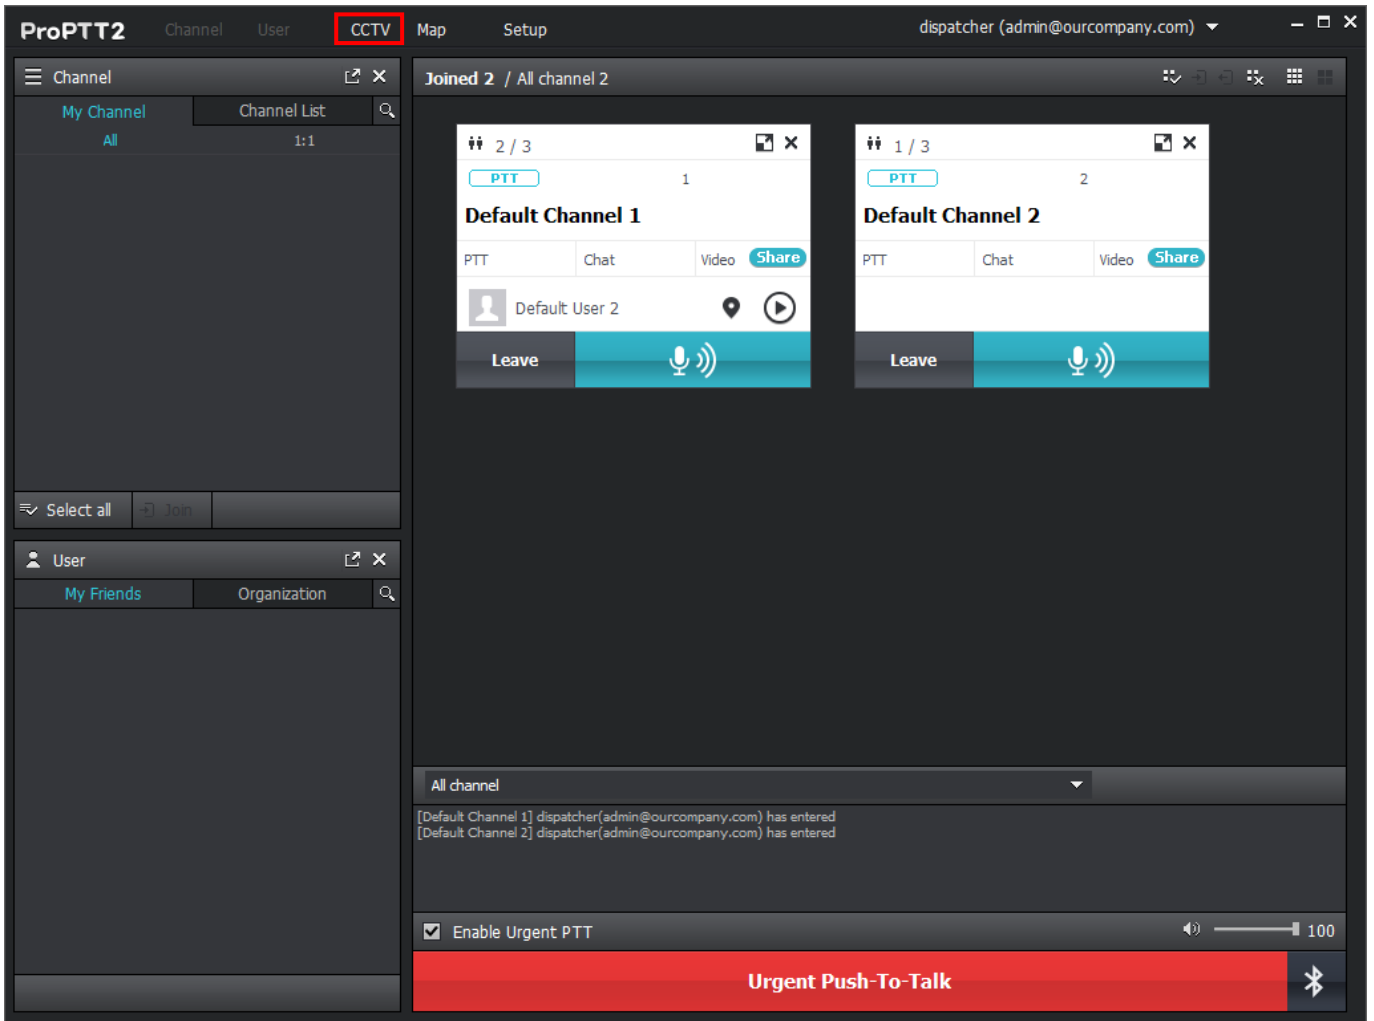 ProPTT2 Channel User CCTV Map Setup dispatcher (admin@ourcompany.com)
Channel
My Channel Channel List
All 1:1
Select all Join
User
My Friends Organization
Joined 2 / All channel 2
2 / 3
PTT 1
Default Channel 1
PTT Chat Video Share
Default User 2
Leave
1 / 3
PTT 2
Default Channel 2
PTT Chat Video Share
Leave
All channel
[Default Channel 1] dispatcher(admin@ourcompany.com) has entered
[Default Channel 2] dispatcher(admin@ourcompany.com) has entered
Enable Urgent PTT 100
Urgent Push-To-Talk